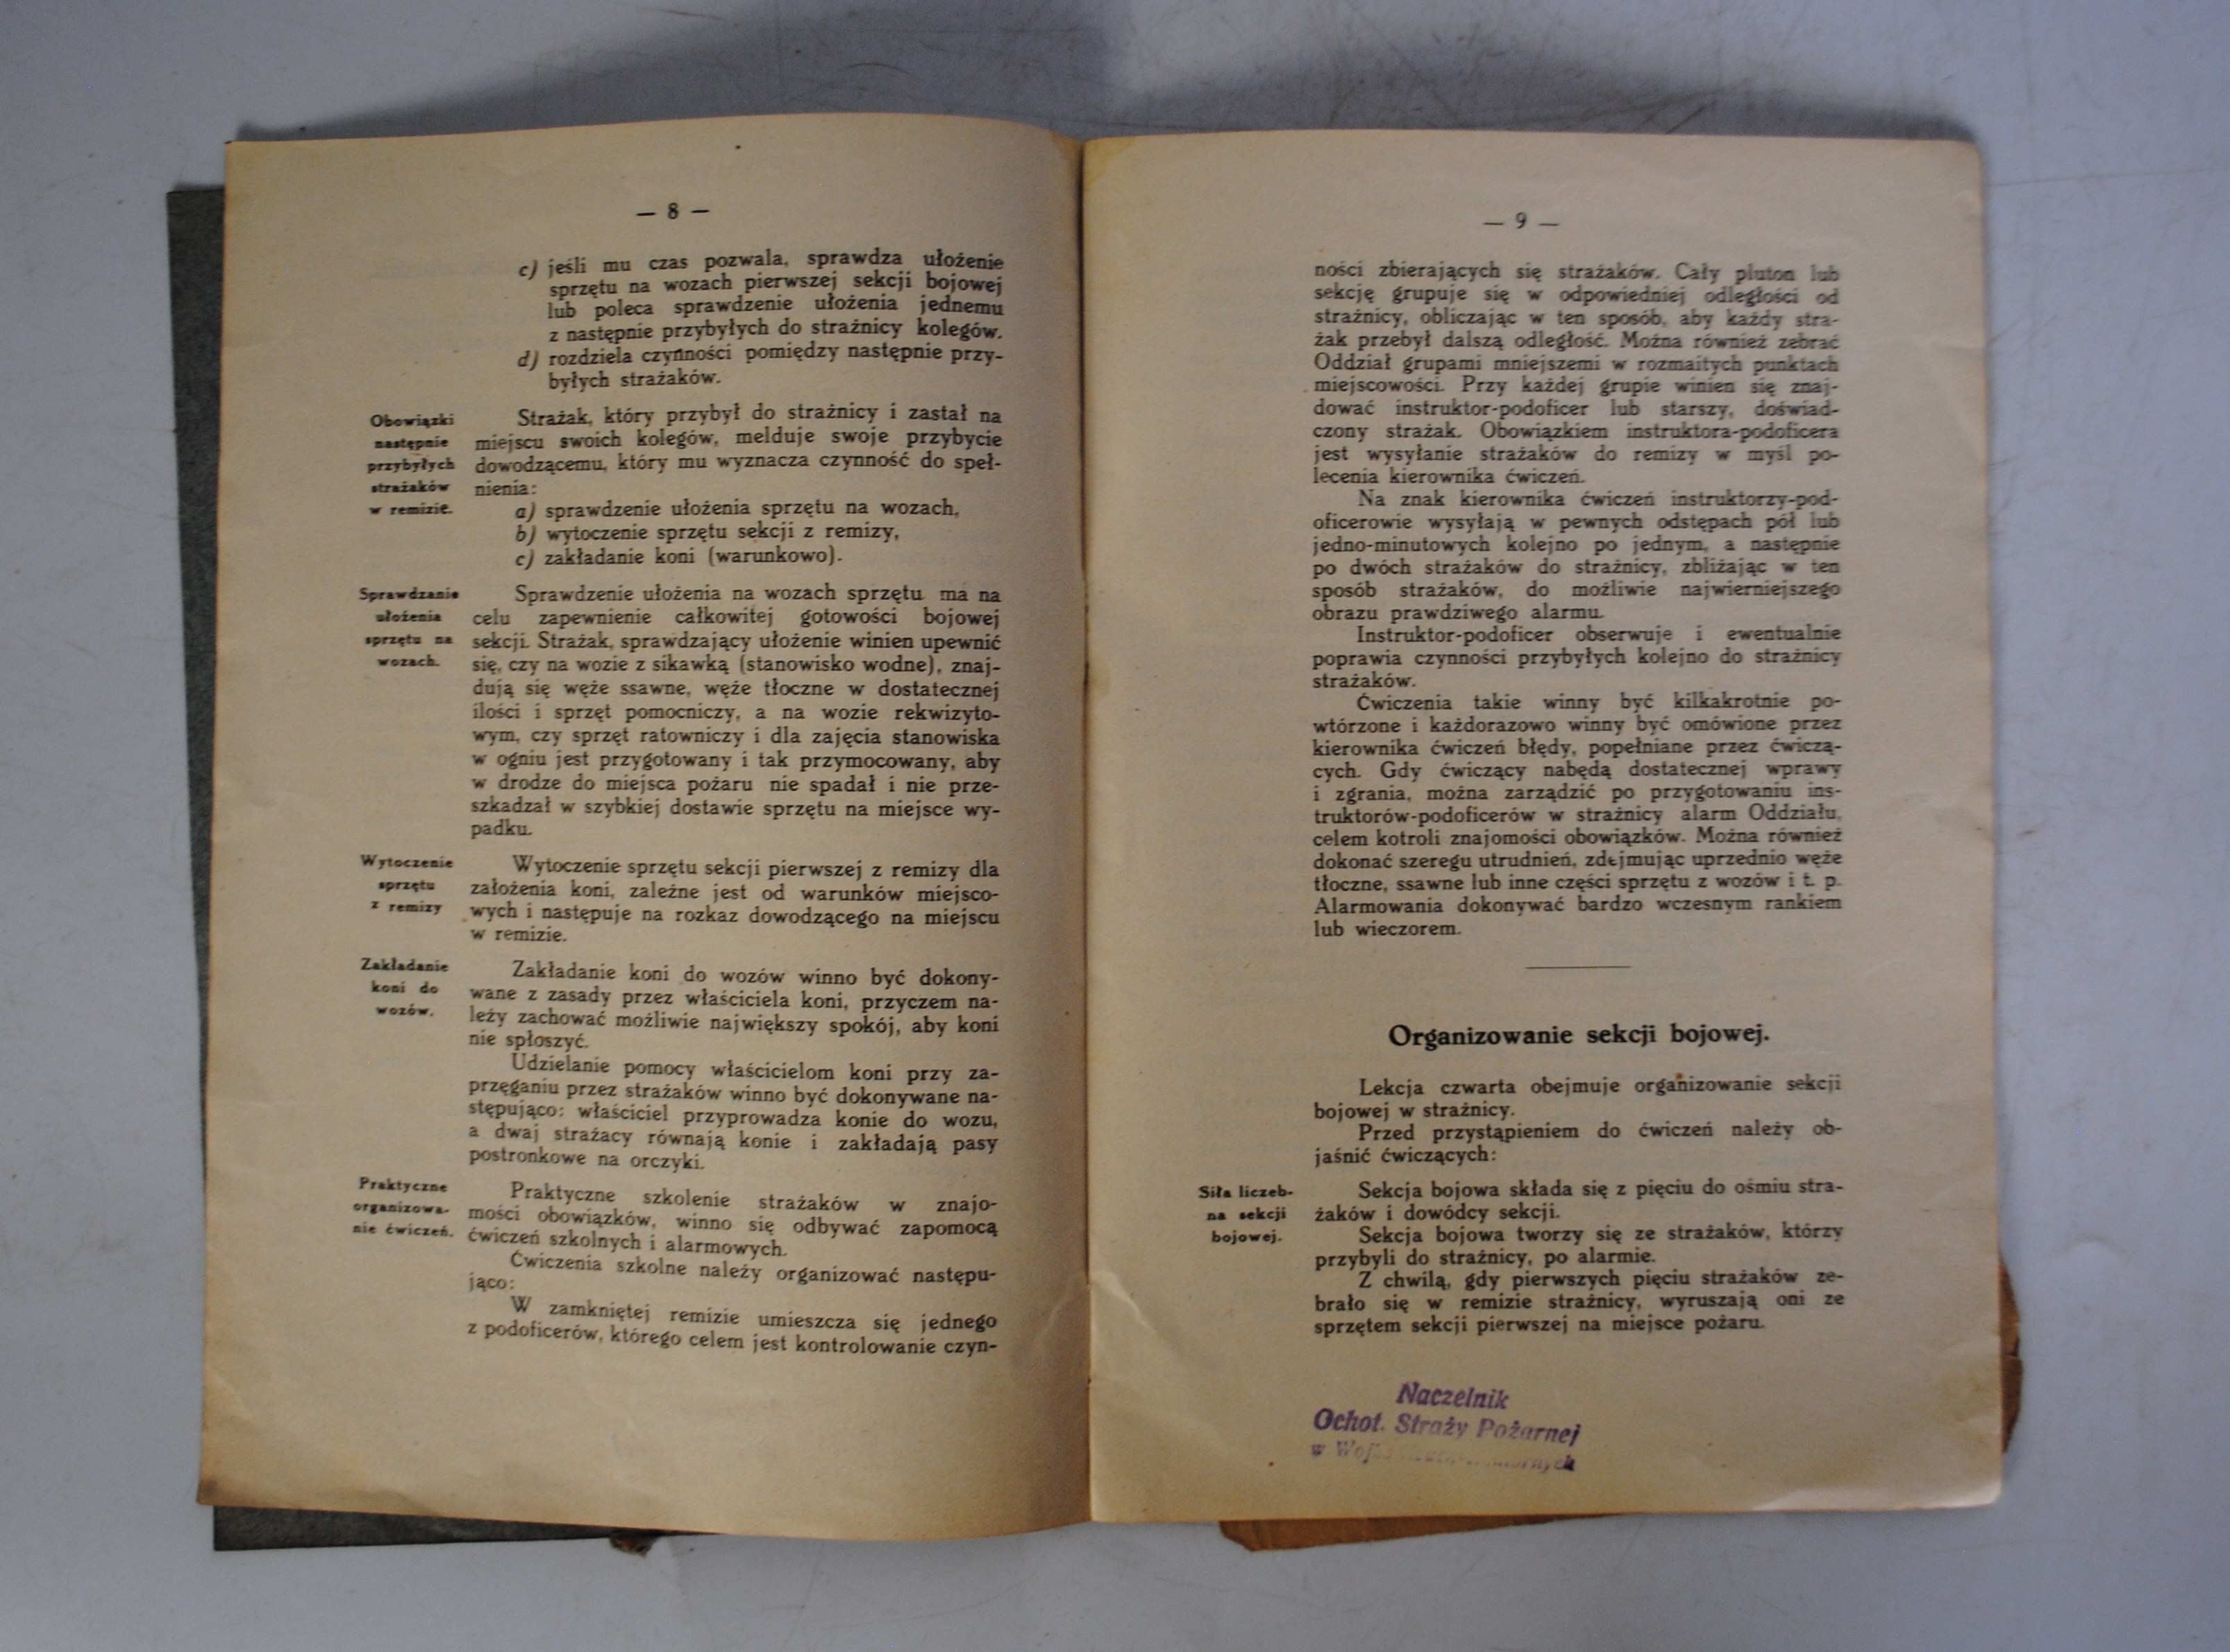 — 8 —
c) jeśli mu czas pozwala, sprawdza ułożenie
sprzętu na wozach pierwszej sekcji bojowej
lub poleca sprawdzenie ułożenia jednemu
z następnie przybyłych do strażnicy kolegów.
d) rozdziela czynności pomiędzy następnie przy-
byłych strażaków.
Obowiązki
następnie
przybyłych
strażaków
w remizie.
Strażak, który przybył do strażnicy i zastał na
miejscu swoich kolegów, melduje swoje przybycie
dowodzącemu, który mu wyznacza czynność do speł-
nienia:
a) sprawdzenie ułożenia sprzętu na wozach,
b) wytoczenie sprzętu sekcji z remizy,
c) zakładanie koni (warunkowo).
Sprawdzanie
ułożenia
sprzętu na
wozach.
Sprawdzenie ułożenia na wozach sprzętu ma na
celu zapewnienie całkowitej gotowości bojowej
sekcji. Strażak, sprawdzający ułożenie winien upewnić
się, czy na wozie z sikawką (stanowisko wodne), znaj-
dują się węże ssawne, węże tłoczne w dostatecznej
ilości i sprzęt pomocniczy, a na wozie rekwizyto-
wym, czy sprzęt ratowniczy i dla zajęcia stanowiska
w ogniu jest przygotowany i tak przymocowany, aby
w drodze do miejsca pożaru nie spadał i nie prze-
szkadzał w szybkiej dostawie sprzętu na miejsce wy-
padku.
Wytoczenie
sprzętu
z remizy
Wytoczenie sprzętu sekcji pierwszej z remizy dla
założenia koni, zależne jest od warunków miejsco-
wych i następuje na rozkaz dowodzącego na miejscu
w remizie.
Zakładanie
koni do
wozów.
Zakładanie koni do wozów winno być dokony-
wane z zasady przez właściciela koni, przyczem na-
leży zachować możliwie największy spokój, aby koni
nie spłoszyć.
Udzielanie pomocy właścicielom koni przy za-
przęganiu przez strażaków winno być dokonywane na-
stępująco: właściciel przyprowadza konie do wozu,
a dwaj strażacy równają konie i zakładają pasy
postronkowe na orczyki.
Praktyczne
organizowa-
nie ćwiczeń.
Praktyczne szkolenie strażaków w znajo-
mości obowiązków, winno się odbywać zapomocą
ćwiczeń szkolnych i alarmowych.
Ćwiczenia szkolne należy organizować następu-
jąco:
W zamkniętej remizie umieszcza się jednego
z podoficerów, którego celem jest kontrolowanie czyn-
— 9 —
ności zbierających się strażaków. Cały pluton lub
sekcję grupuje się w odpowiedniej odległości od
strażnicy, obliczając w ten sposób, aby każdy stra-
żak przebył dalszą odległość. Można również zebrać
Oddział grupami mniejszemi w rozmaitych punktach
miejscowości. Przy każdej grupie winien się znaj-
dować instruktor-podoficer lub starszy, doświad-
czony strażak. Obowiązkiem instruktora-podoficera
jest wysyłanie strażaków do remizy w myśl po-
lecenia kierownika ćwiczeń.
Na znak kierownika ćwiczeń instruktorzy-pod-
oficerowie wysyłają w pewnych odstępach pół lub
jedno-minutowych kolejno po jednym, a następnie
po dwóch strażaków do strażnicy, zbliżając w ten
sposób strażaków, do możliwie najwierniejszego
obrazu prawdziwego alarmu.
Instruktor-podoficer obserwuje i ewentualnie
poprawia czynności przybyłych kolejno do strażnicy
strażaków.
Ćwiczenia takie winny być kilkakrotnie po-
wtórzone i każdorazowo winny być omówione przez
kierownika ćwiczeń błędy, popełniane przez ćwiczą-
cych. Gdy ćwiczący nabędą dostatecznej wprawy
i zgrania, można zarządzić po przygotowaniu ins-
truktorów-podoficerów w strażnicy alarm Oddziału,
celem kotroli znajomości obowiązków. Można również
dokonać szeregu utrudnień, zdejmując uprzednio węże
tłoczne, ssawne lub inne części sprzętu z wozów i t. p.
Alarmowania dokonywać bardzo wczesnym rankiem
lub wieczorem.
Organizowanie sekcji bojowej.
Lekcja czwarta obejmuje organizowanie sekcji
bojowej w strażnicy.
Przed przystąpieniem do ćwiczeń należy ob-
jaśnić ćwiczących:
Siła liczeb-
na sekcji
bojowej.
Sekcja bojowa składa się z pięciu do ośmiu stra-
żaków i dowódcy sekcji.
Sekcja bojowa tworzy się ze strażaków, którzy
przybyli do strażnicy, po alarmie.
Z chwilą, gdy pierwszych pięciu strażaków ze-
brało się w remizie strażnicy, wyruszają oni ze
sprzętem sekcji pierwszej na miejsce pożaru.
Naczelnik
Ochot. Straży Pożarnej
w